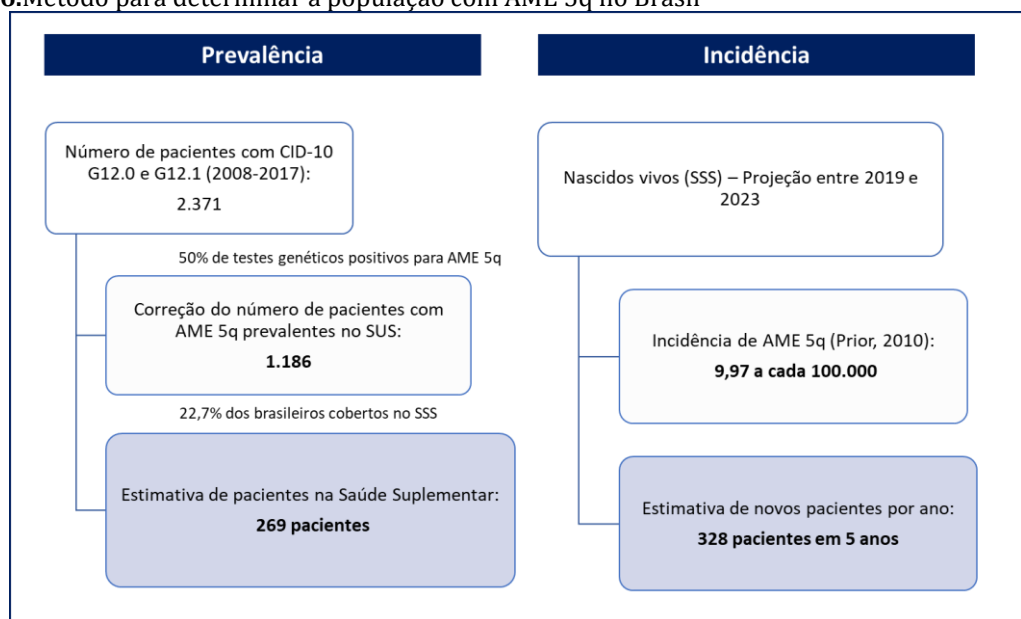 6.Método para determinar a população com AME 5q no Brasil
Prevalência
Número de pacientes com CID-10
G12.0 e G12.1 (2008-2017):
2.371
50% de testes genéticos positivos para AME 5q
Correção do número de pacientes com
AME 5q prevalentes no SUS:
1.186
22,7% dos brasileiros cobertos no SSS
Estimativa de pacientes na Saúde Suplementar:
269 pacientes
Incidência
Nascidos vivos (SSS) – Projeção entre 2019 e
2023
Incidência de AME 5q (Prior, 2010):
9,97 a cada 100.000
Estimativa de novos pacientes por ano:
328 pacientes em 5 anos